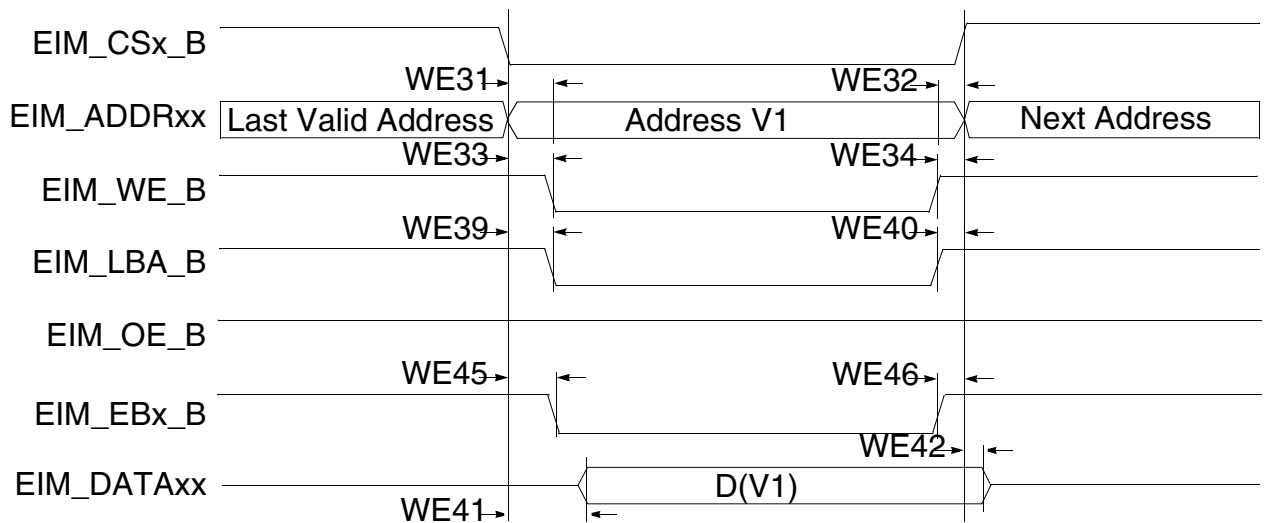 EIM_CSx_B
WE31 WE32
EIM_ADDRxx Last Valid Address Address V1 Next Address
WE33 WE34
EIM_WE_B
WE39 WE40
EIM_LBA_B
EIM_OE_B
WE45 WE46
EIM_EBx_B
WE42
EIM_DATAxx D(V1)
WE41